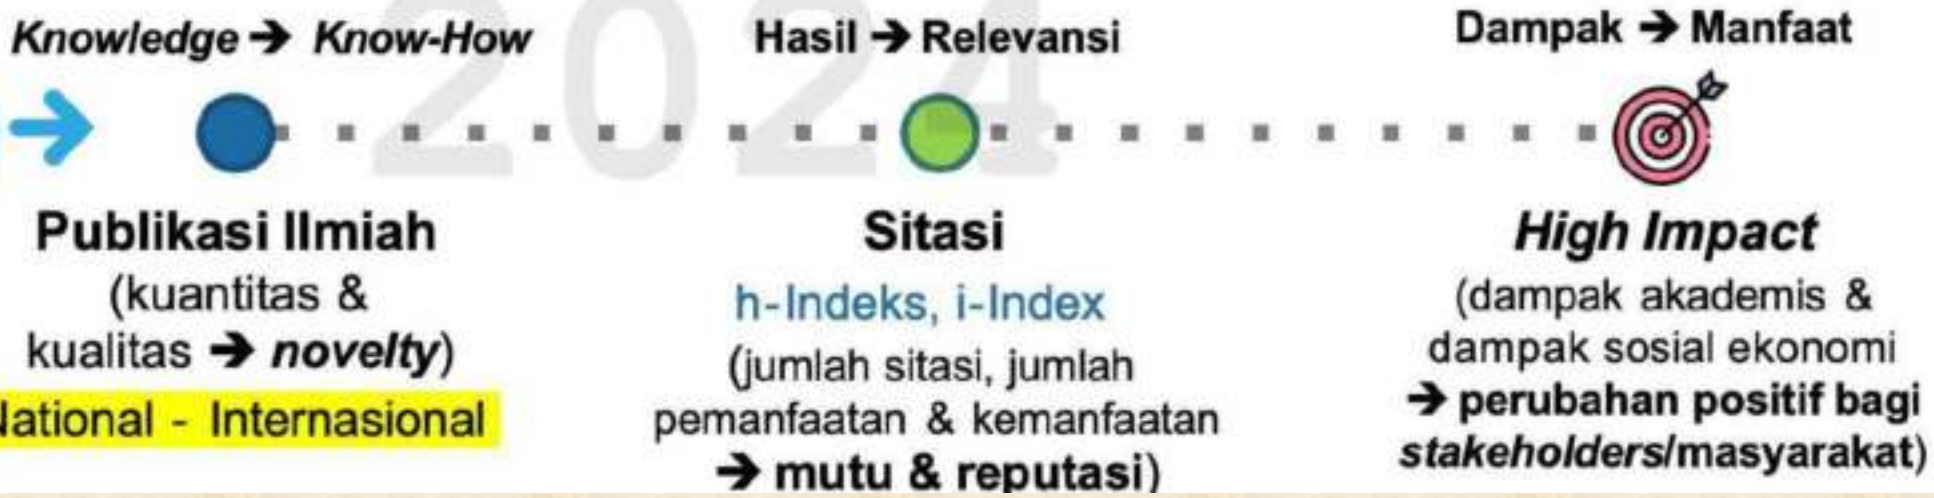 2024
Knowledge ➔ Know-How
Hasil ➔ Relevansi
Dampak ➔ Manfaat
Publikasi Ilmiah
(kuantitas &
kualitas ➔ novelty)
National - Internasional
Sitasi
h-Indeks, i-Index
(jumlah sitasi, jumlah
pemanfaatan & kemanfaatan
➔ mutu & reputasi)
High Impact
(dampak akademis &
dampak sosial ekonomi
➔ perubahan positif bagi
stakeholders/masyarakat)